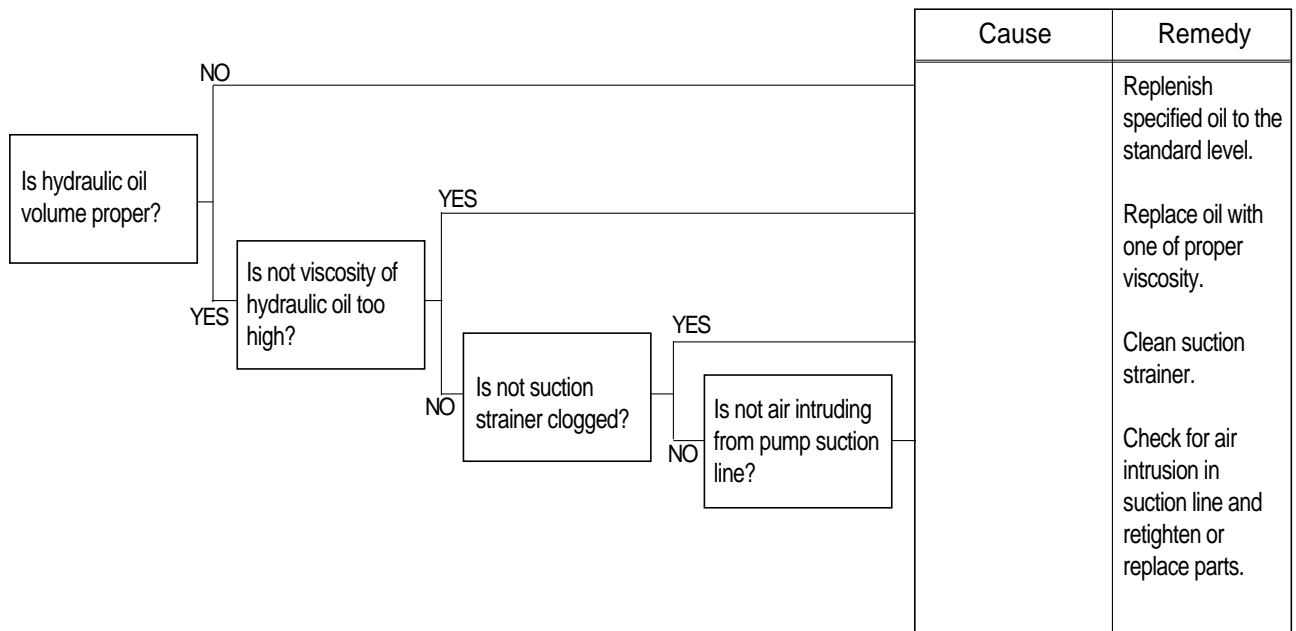 Cause
Remedy
NO
Replenish
specified oil to the
standard level.
Is hydraulic oil
volume proper?
YES
Replace oil with
one of proper
viscosity.
Is not viscosity of
hydraulic oil too
high?
YES
YES
Clean suction
strainer.
Is not suction
strainer clogged?
NO
Is not air intruding
from pump suction
line?
NO
Check for air
intrusion in
suction line and
retighten or
replace parts.